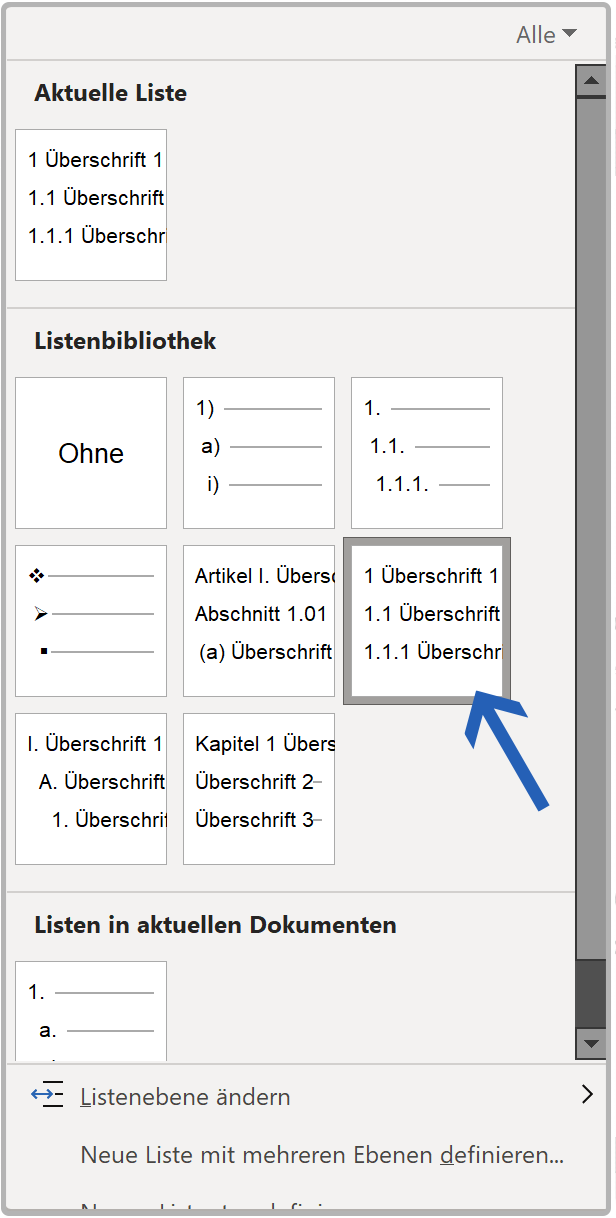 Alle
Aktuelle Liste
1 Überschrift 1
1.1 Überschrift
1.1.1 Überschr
Listenbibliothek
Ohne
1)
a)
i)
1.
1.1.
1.1.1.
Artikel I. Übers
Abschnitt 1.01
(a) Überschrift
1 Überschrift 1
1.1 Überschrift
1.1.1 Überschr
I. Überschrift 1
A. Überschrift
1. Überschri
Kapitel 1 Übers
Überschrift 2
Überschrift 3
Listen in aktuellen Dokumenten
1.
a.
Listenebene ändern
Neue Liste mit mehreren Ebenen definieren...